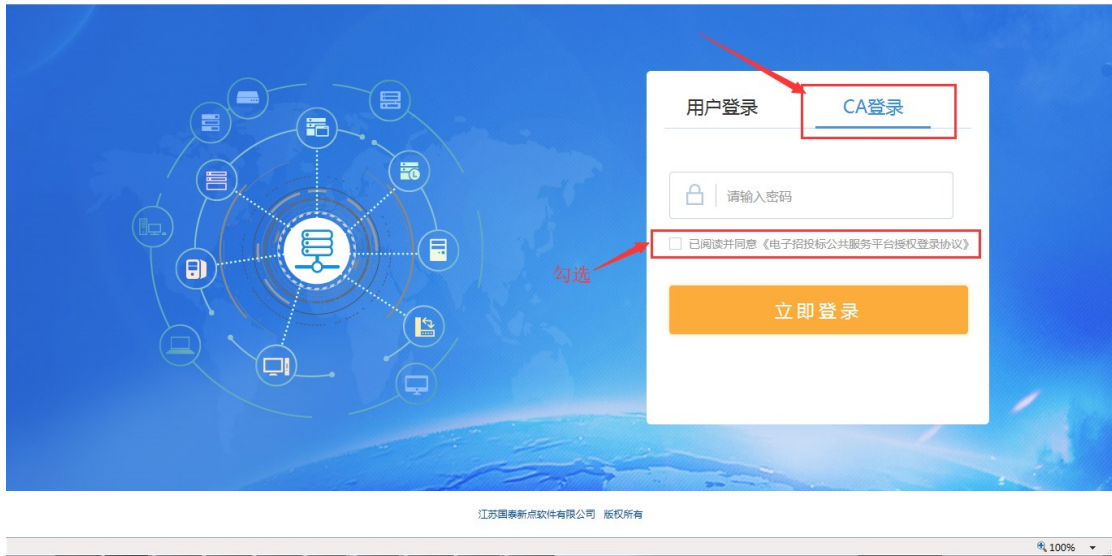 用户登录
CA登录
请输入密码
已阅读并同意《电子招投标公共服务平台授权登录协议》
勾选
立即登录
江苏国泰新点软件有限公司 版权所有
100%